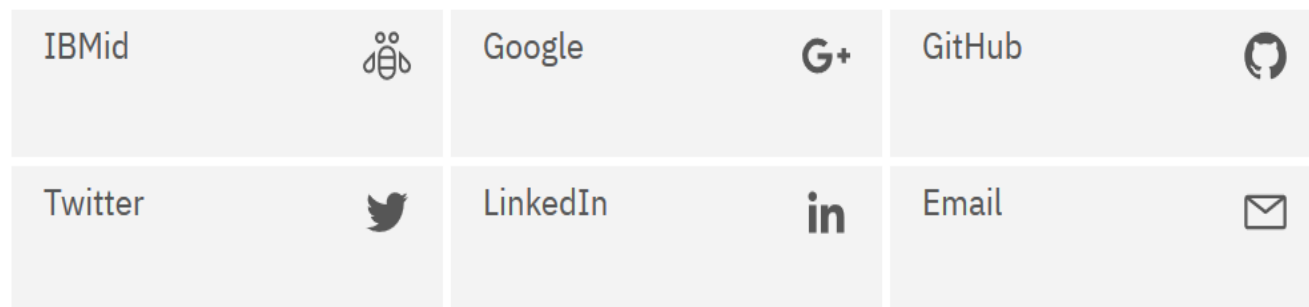 IBMid
Google
G+
GitHub
Twitter
LinkedIn
in
Email